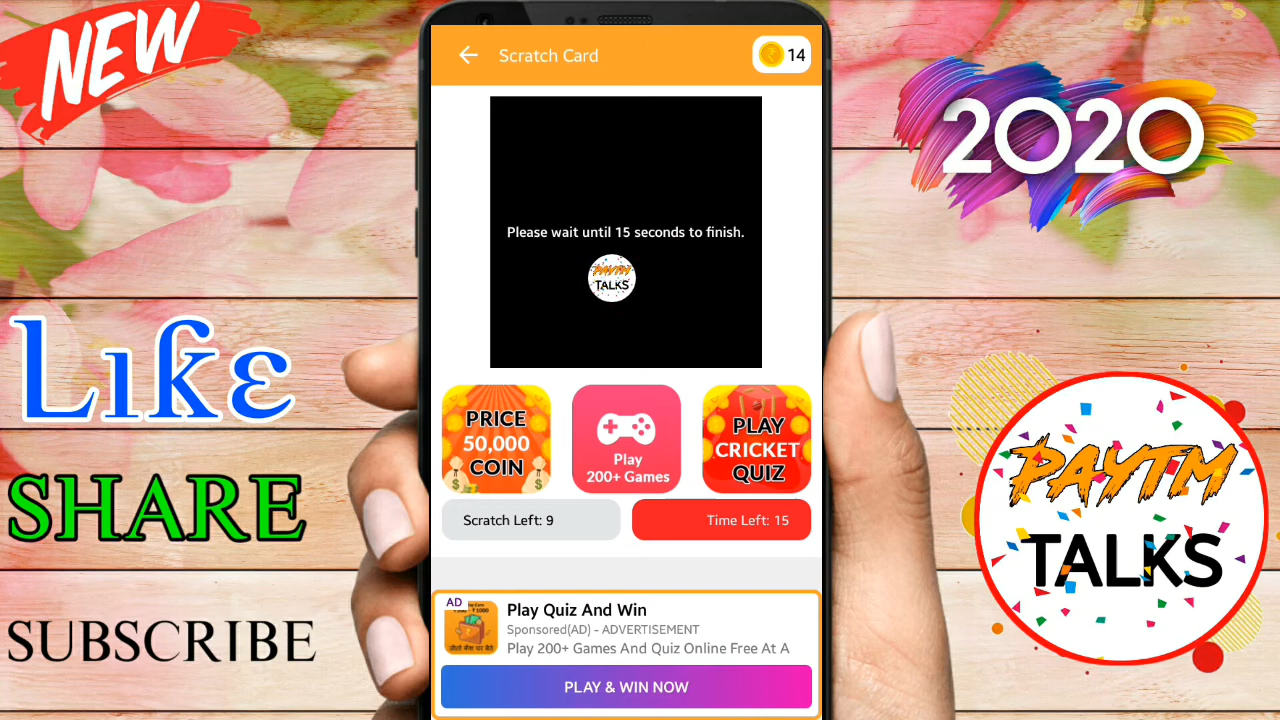 NEW
Scratch Card
14
2020
Please wait until 15 seconds to finish.
PAYTM
TALKS
Like
SHARE
SUBSCRIBE
PRICE
50,000
COIN
Play
200+ Games
PLAY
CRICKET
QUIZ
Scratch Left: 9
Time Left: 15
PAYTM
TALKS
AD
Play Quiz And Win
Sponsored(AD) - ADVERTISEMENT
Play 200+ Games And Quiz Online Free At A
PLAY & WIN NOW